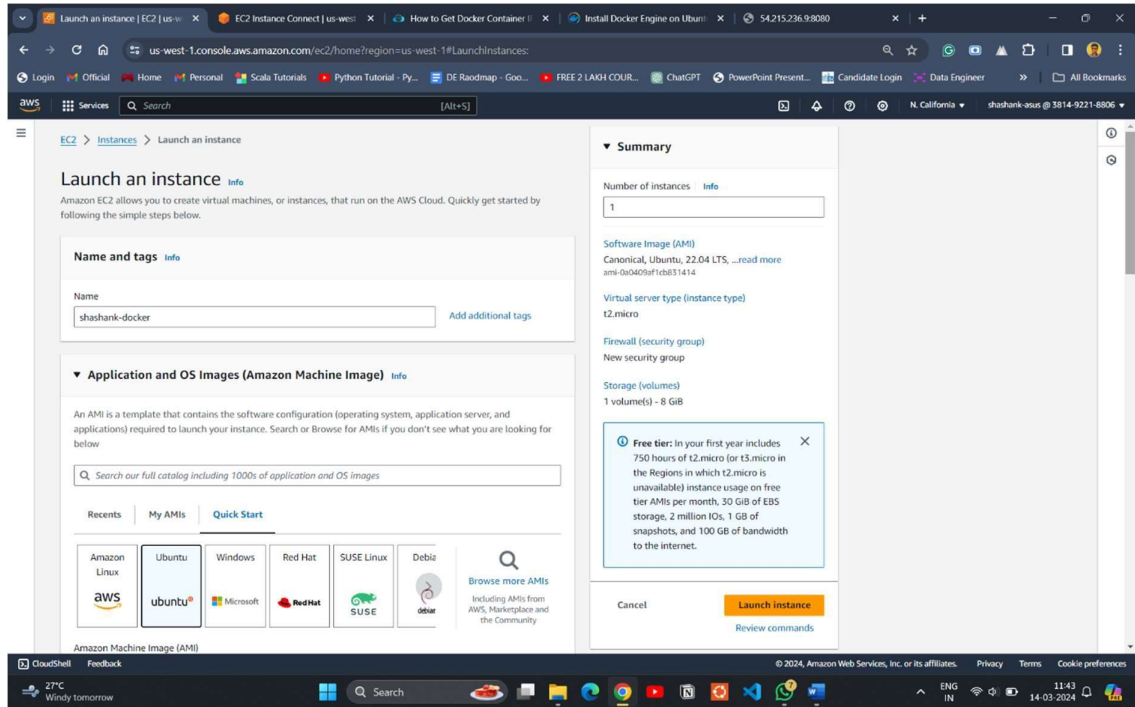 Launch an instance | EC2 | us-w
EC2 Instance Connect | us-west
How to Get Docker Container
Install Docker Engine on Ubunt
54.215.236.9:8080
us-west-1.console.aws.amazon.com/ec2/home?region=us-west-1#LaunchInstances:
Login
Official
Home
Personal
Scala Tutorials
Python Tutorial - Py...
DE Raodmap - Goo...
FREE 2 LAKH COUR...
ChatGPT
PowerPoint Present...
Candidate Login
Data Engineer
»
All Bookmarks
aws
Services
Search
[Alt+S]
N. California
shashank-asus @ 3814-9221-8806
EC2 > Instances > Launch an instance
Launch an instance Info
Amazon EC2 allows you to create virtual machines, or instances, that run on the AWS Cloud. Quickly get started by
following the simple steps below.
Name and tags Info
Name
shashank-docker
Add additional tags
Application and OS Images (Amazon Machine Image) Info
An AMI is a template that contains the software configuration (operating system, application server, and
applications) required to launch your instance. Search or Browse for AMIs if you don't see what you are looking for
below
Search our full catalog including 1000s of application and OS images
Recents
My AMIs
Quick Start
Amazon
Linux
aws
Ubuntu
ubuntu
Windows
Microsoft
Red Hat
Red Hat
SUSE Linux
SUSE
Debia
debian
Browse more AMIs
Including AMIs from
AWS, Marketplace and
the Community
Amazon Machine Image (AMI)
Summary
Number of instances Info
1
Software Image (AMI)
Canonical, Ubuntu, 22.04 LTS, ...read more
ami-0a0409af1cb831414
Virtual server type (instance type)
t2.micro
Firewall (security group)
New security group
Storage (volumes)
1 volume(s) - 8 GiB
Free tier: In your first year includes
750 hours of t2.micro (or t3.micro in
the Regions in which t2.micro is
unavailable) instance usage on free
tier AMIs per month, 30 GiB of EBS
storage, 2 million IOs, 1 GB of
snapshots, and 100 GB of bandwidth
to the internet.
Cancel
Launch instance
Review commands
CloudShell
Feedback
© 2024, Amazon Web Services, Inc. or its affiliates.
Privacy
Terms
Cookie preferences
27°C
Windy tomorrow
Search
ENG
IN
11:43
14-03-2024